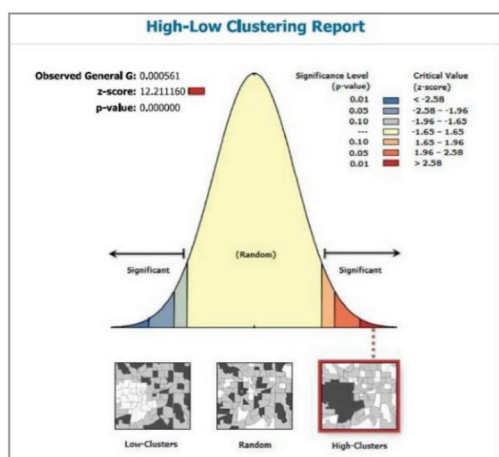 High-Low Clustering Report
Observed General G: 0.000561
z-score: 12.211160
p-value: 0.000000
Significance Level
(p-value)
Critical Value
(z-score)
0.01 < -2.58
0.05 -2.58 - -1.96
0.10 -1.96 - -1.65
--- -1.65 - 1.65
0.10 1.65 - 1.96
0.05 1.96 - 2.58
0.01 > 2.58
(Random)
Significant
Significant
Low-Clusters
Random
High-Clusters